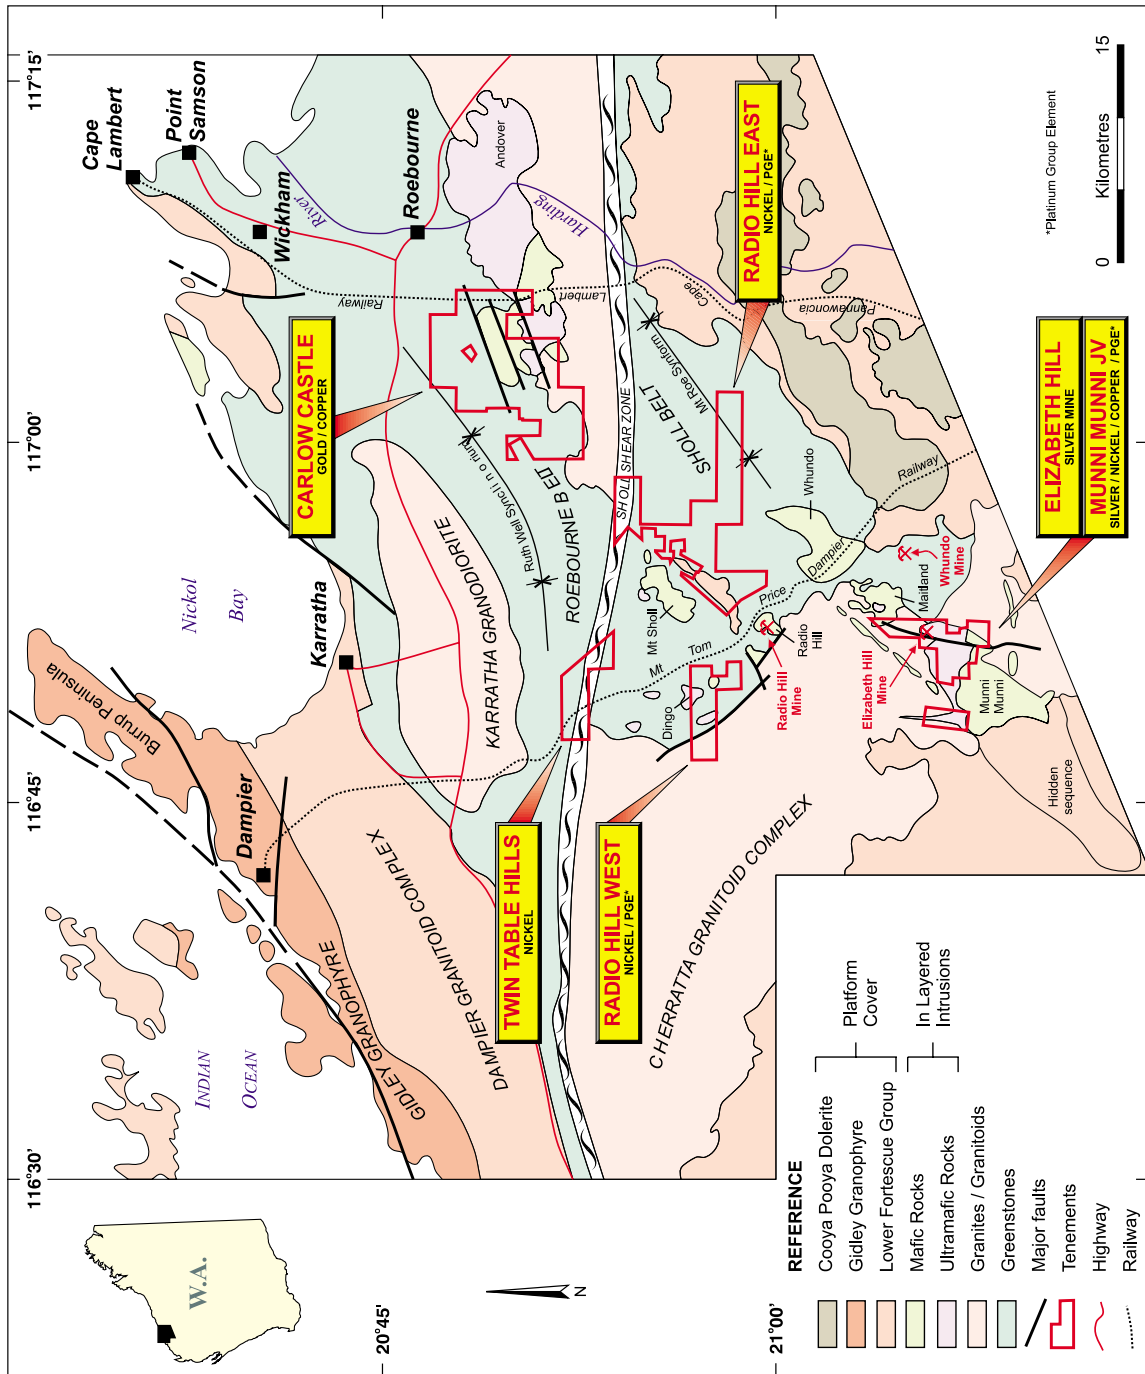 116°30'
116°45'
117°00'
117°15'
20°45'
21°00'
W.A.
N
INDIAN
OCEAN
Nickol
Bay
Burrup Peninsula
Dampier
Karratha
Cape
Lambert
Point
Samson
Wickham
Roebourne
River
Harding
Andover
GIDLEY GRANOPHYRE
DAMPIER GRANITOID COMPLEX
KARRATHA GRANODIORITE
Ruth Well Syncli n o rium
ROEBOURNE BELT
SHOLL SHEAR ZONE
SHOLL BELT
Mt Roe Synform
CHERRATTA GRANITOID COMPLEX
Railway
Lambert
Cape
Pannawoncia
CARLOW CASTLE
GOLD / COPPER
TWIN TABLE HILLS
NICKEL
RADIO HILL WEST
NICKEL / PGE*
RADIO HILL EAST
NICKEL / PGE*
ELIZABETH HILL
SILVER MINE
MUNNI MUNNI JV
SILVER / NICKEL / COPPER / PGE*
Mt Sholl
Dingo
Mt
Tom
Price
Railway
Dampier
Whundo
Radio
Hill
Radio Hill
Mine
Maitland
Whundo
Mine
Elizabeth Hill
Mine
Munni
Munni
Hidden
sequence
REFERENCE
Cooya Pooya Dolerite
Gidley Granophyre
Lower Fortescue Group
Platform
Cover
Mafic Rocks
Ultramafic Rocks
In Layered
Intrusions
Granites / Granitoids
Greenstones
Major faults
Tenements
Highway
Railway
*Platinum Group Element
0
Kilometres
15